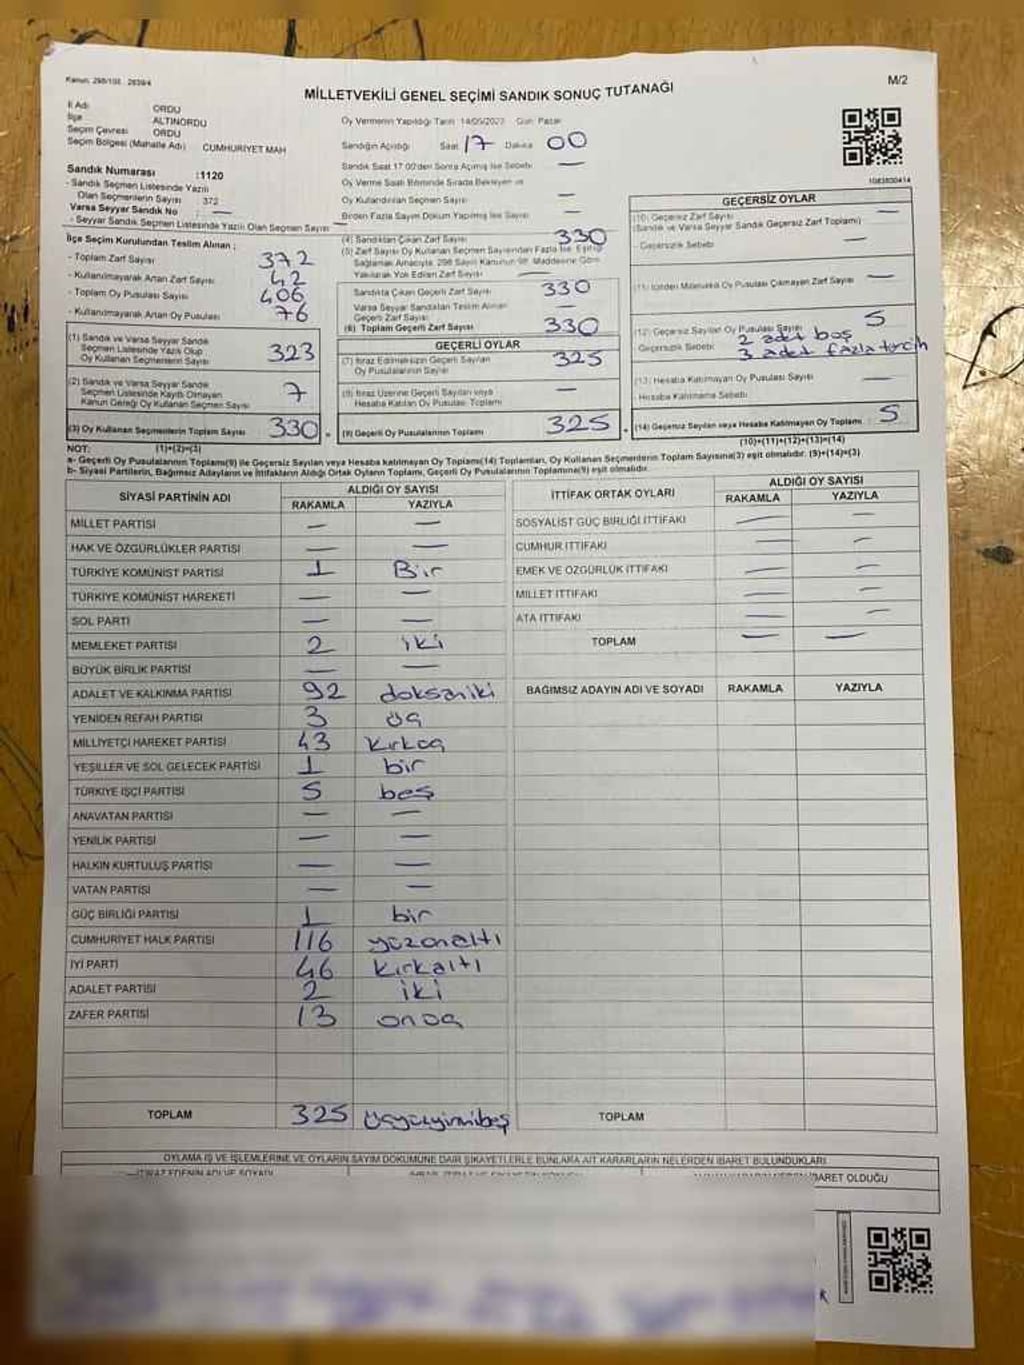 Kanun: 298/105 2839/4
M/2
MİLLETVEKİLİ GENEL SEÇİMİ SANDIK SONUÇ TUTANAĞI
İl Adı ORDU
İlçe ALTINORDU
Seçim Çevresi ORDU
Seçim Bölgesi (Mahalle Adı) CUMHURİYET MAH
Sandık Numarası :1120
- Sandık Seçmen Listesinde Yazılı
Olan Seçmenlerin Sayısı 372
Varsa Seyyar Sandık No : —
- Seyyar Sandık Seçmen Listesinde Yazılı Olan Seçmen Sayısı —
Oy Vermenin Yapıldığı Tarih 14/05/2023 Gün: Pazar
Sandığın Açıldığı Saat 17 Dakika 00
Sandık Saat 17:00'den Sonra Açılmış İse Sebebi —
Oy Verme Saati Bitiminde Sırada Bekleyen ve
Oy Kullandırılan Seçmen Sayısı —
Birden Fazla Sayım Döküm Yapılmış İse Sayısı —
1083800414
İlçe Seçim Kurulundan Teslim Alınan :
- Toplam Zarf Sayısı 372
- Kullanılmayarak Artan Zarf Sayısı 42
- Toplam Oy Pusulası Sayısı 406
- Kullanılmayarak Artan Oy Pusulası 76
(1) Sandık ve Varsa Seyyar Sandık
Seçmen Listesinde Yazılı Olup
Oy Kullanan Seçmenlerin Sayısı 323
(2) Sandık ve Varsa Seyyar Sandık
Seçmen Listesinde Kayıtlı Olmayan
Kanun Gereği Oy Kullanan Seçmen Sayısı 7
(3) Oy Kullanan Seçmenlerin Toplam Sayısı 330
(1)+(2)=(3)
(4) Sandıktan Çıkan Zarf Sayısı 330
(5) Zarf Sayısı Oy Kullanan Seçmen Sayısından Fazla İse, Eşitliği
Sağlamak Amacıyla 298 Sayılı Kanunun 98. Maddesine Göre
Yakılarak Yok Edilen Zarf Sayısı —
Sandıkta Çıkan Geçerli Zarf Sayısı 330
Varsa Seyyar Sandıktan Teslim Alınan
Geçerli Zarf Sayısı —
(6) Toplam Geçerli Zarf Sayısı 330
GEÇERLİ OYLAR
(7) İtiraz Edilmeksizin Geçerli Sayılan
Oy Pusulalarının Sayısı 325
(8) İtiraz Üzerine Geçerli Sayılan veya
Hesaba Katılan Oy Pusulası Toplamı —
(9) Geçerli Oy Pusulalarının Toplamı 325
GEÇERSİZ OYLAR
(10) Geçersiz Zarf Sayısı —
(Sandık ve Varsa Seyyar Sandık Geçersiz Zarf Toplamı)
- Geçersizlik Sebebi —
(11) İçinden Milletvekili Oy Pusulası Çıkmayan Zarf Sayısı —
(12) Geçersiz Sayılan Oy Pusulası Sayısı 5
Geçersizlik Sebebi: 2 adet boş
3 adet fazla tercih
(13) Hesaba Katılmayan Oy Pusulası Sayısı —
- Hesaba Katılmama Sebebi
(14) Geçersiz Sayılan veya Hesaba Katılmayan Oy Toplamı 5
(10)+(11)+(12)+(13)=(14)
NOT:
a- Geçerli Oy Pusulalarının Toplamı(9) ile Geçersiz Sayılan veya Hesaba katılmayan Oy Toplamı(14) Toplamları, Oy Kullanan Seçmenlerin Toplam Sayısına(3) eşit olmalıdır. (9)+(14)=(3)
b- Siyasi Partilerin, Bağımsız Adayların ve İttifakların Aldığı Oyların Toplamı, Geçerli Oy Pusulalarının Toplamına(9) eşit olmalıdır.
SİYASİ PARTİNİN ADI ALDIĞI OY SAYISI
RAKAMLA YAZIYLA
MİLLET PARTİSİ — —
HAK VE ÖZGÜRLÜKLER PARTİSİ — —
TÜRKİYE KOMÜNİST PARTİSİ 1 Bir
TÜRKİYE KOMÜNİST HAREKETİ — —
SOL PARTİ — —
MEMLEKET PARTİSİ 2 iki
BÜYÜK BİRLİK PARTİSİ — —
ADALET VE KALKINMA PARTİSİ 92 doksaniki
YENİDEN REFAH PARTİSİ 3 üç
MİLLİYETÇİ HAREKET PARTİSİ 43 kırküç
YEŞİLLER VE SOL GELECEK PARTİSİ 1 bir
TÜRKİYE İŞÇİ PARTİSİ 5 beş
ANAVATAN PARTİSİ — —
YENİLİK PARTİSİ — —
HALKIN KURTULUŞ PARTİSİ — —
VATAN PARTİSİ — —
GÜÇ BİRLİĞİ PARTİSİ 1 bir
CUMHURİYET HALK PARTİSİ 116 yüzonaltı
İYİ PARTİ 46 kırkaltı
ADALET PARTİSİ 2 iki
ZAFER PARTİSİ 13 onüç
TOPLAM 325 üçyüzyirmibeş
İTTİFAK ORTAK OYLARI ALDIĞI OY SAYISI
RAKAMLA YAZIYLA
SOSYALİST GÜÇ BİRLİĞİ İTTİFAKI — —
CUMHUR İTTİFAKI — —
EMEK VE ÖZGÜRLÜK İTTİFAKI — —
MİLLET İTTİFAKI — —
ATA İTTİFAKI — —
TOPLAM — —
BAĞIMSIZ ADAYIN ADI VE SOYADI RAKAMLA YAZIYLA
TOPLAM
OYLAMA İŞ VE İŞLEMLERİNE VE OYLARIN SAYIM DÖKÜMÜNE DAİR ŞİKAYETLERLE BUNLARA AİT KARARLARIN NELERDEN İBARET BULUNDUKLARI
İTİRAZ EDENİN ADI VE SOYADI
İBARET OLDUĞU